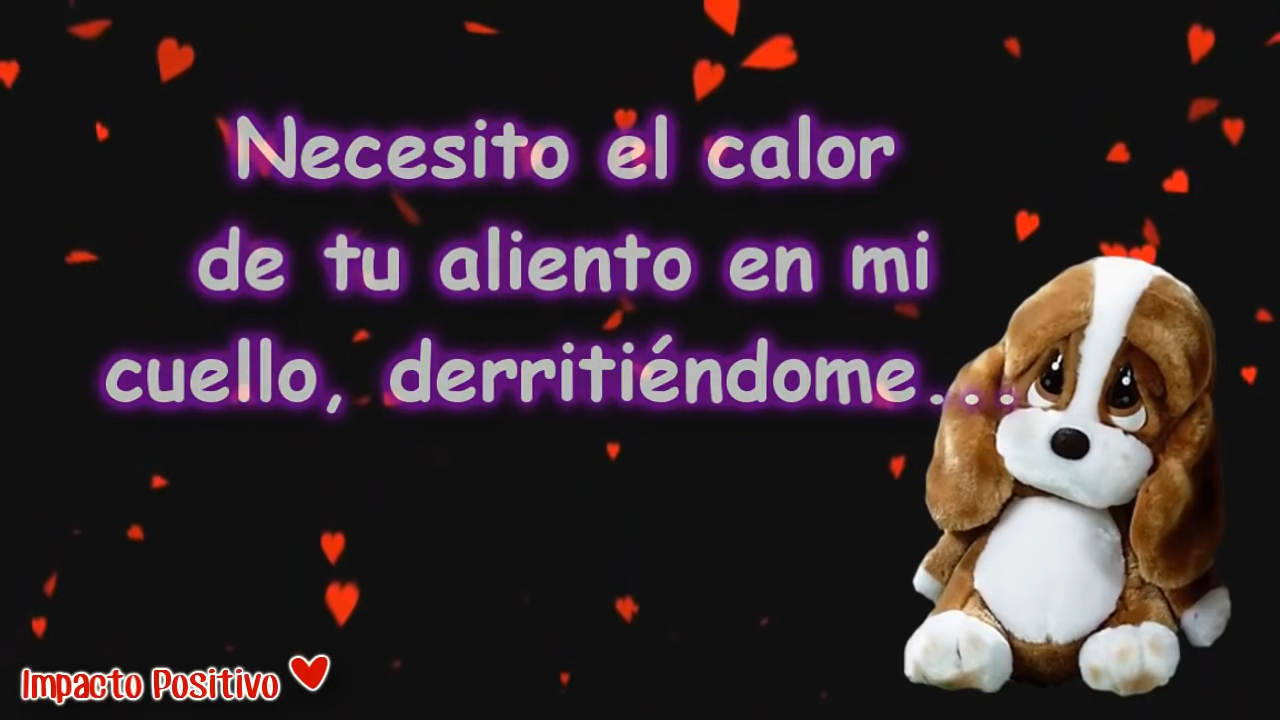 Necesito el calor
de tu aliento en mi
cuello, derritiéndome...
Impacto Positivo